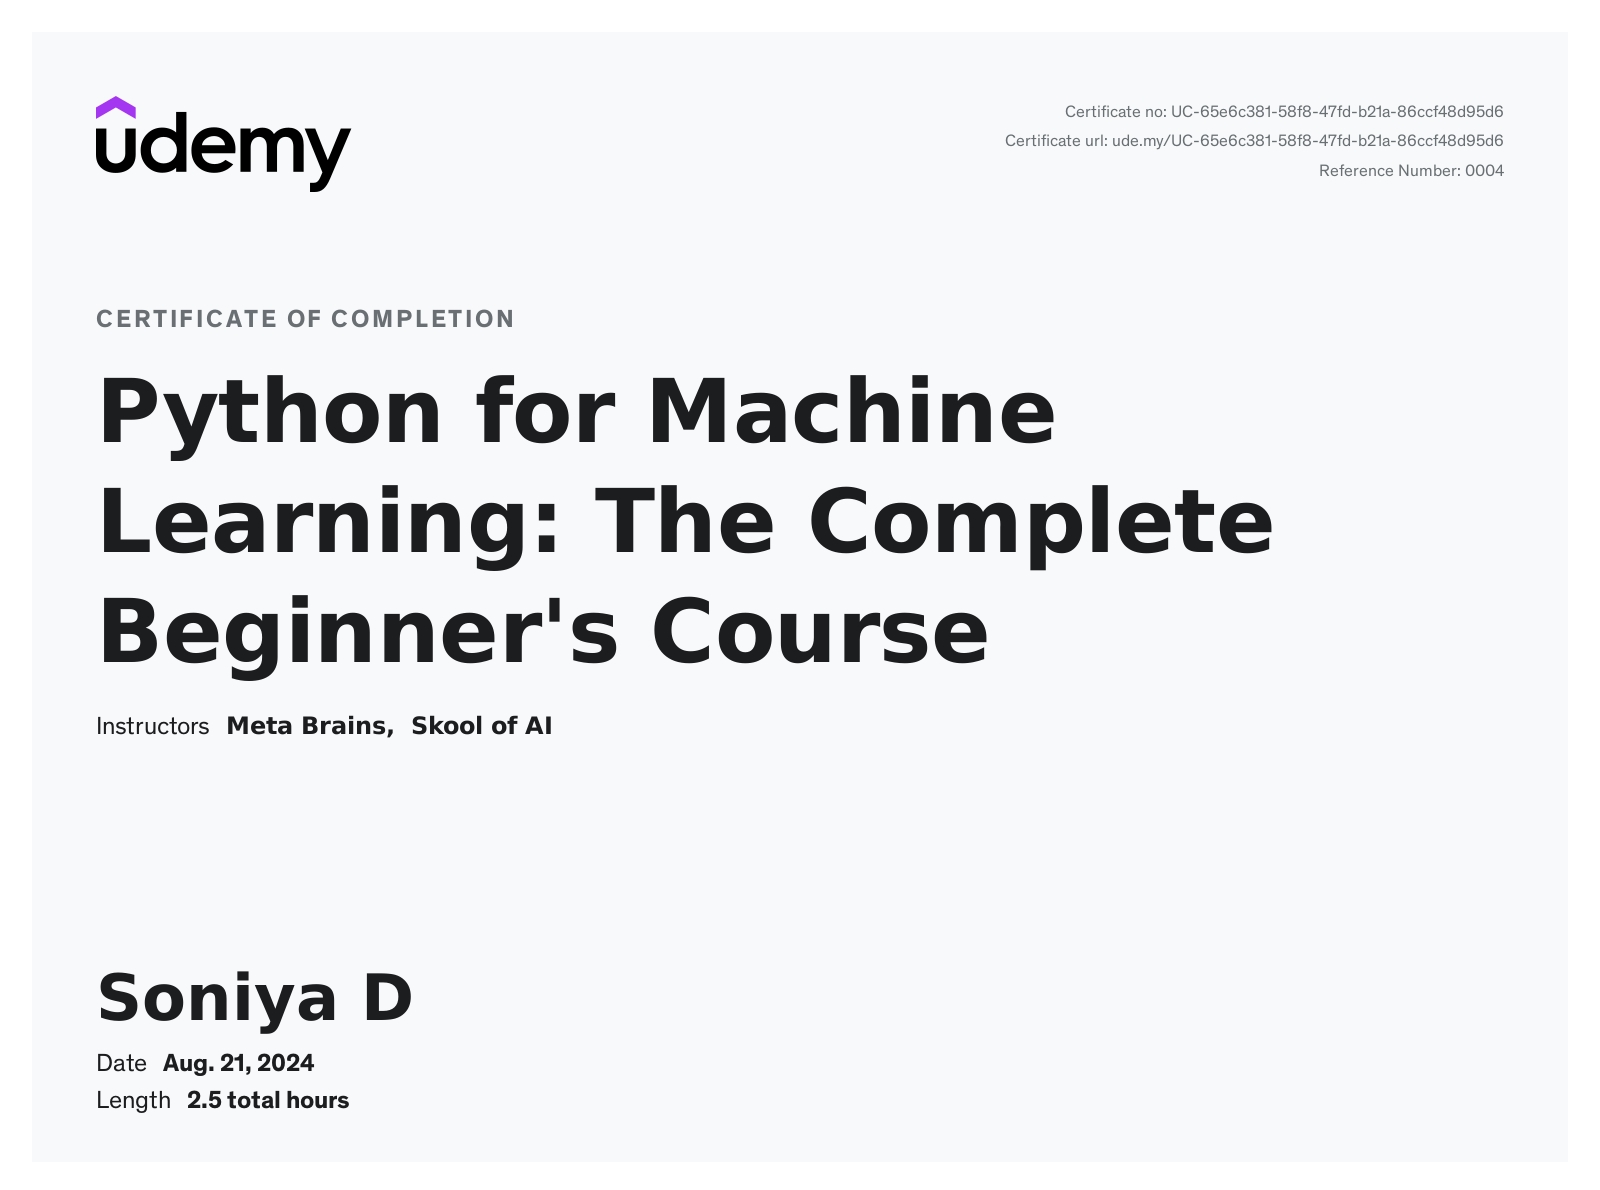 udemy
Certificate no: UC-65e6c381-58f8-47fd-b21a-86ccf48d95d6
Certificate url: ude.my/UC-65e6c381-58f8-47fd-b21a-86ccf48d95d6
Reference Number: 0004
CERTIFICATE OF COMPLETION
Python for Machine
Learning: The Complete
Beginner's Course
Instructors Meta Brains, Skool of AI
Soniya D
Date Aug. 21, 2024
Length 2.5 total hours